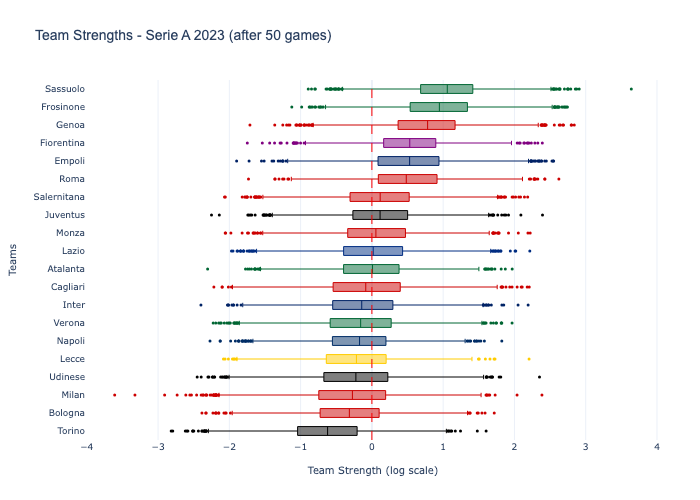 Team Strengths - Serie A 2023 (after 50 games)
Sassuolo
Frosinone
Genoa
Fiorentina
Empoli
Roma
Salernitana
Juventus
Monza
Lazio
Atalanta
Cagliari
Inter
Verona
Napoli
Lecce
Udinese
Milan
Bologna
Torino
Teams
−4 −3 −2 −1 0 1 2 3 4
Team Strength (log scale)